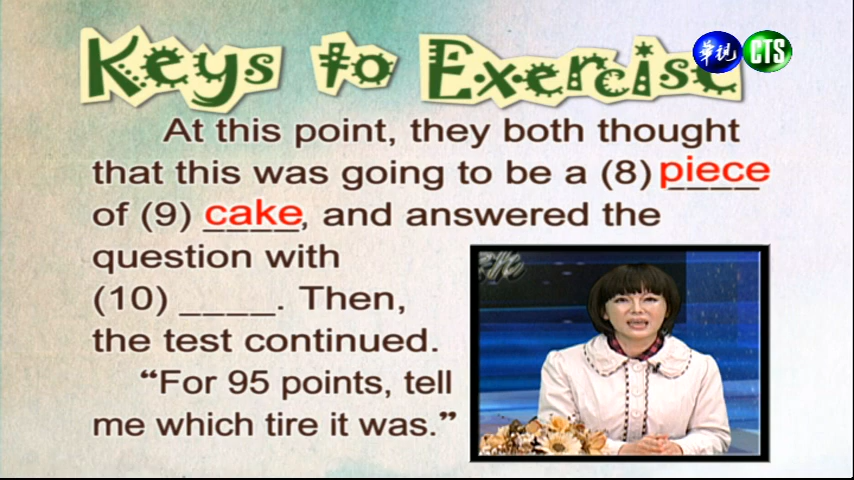 Keys to Exercise
華視 CTS
At this point, they both thought
that this was going to be a (8) piece
of (9) cake, and answered the
question with
(10) ____. Then,
the test continued.
“For 95 points, tell
me which tire it was.”